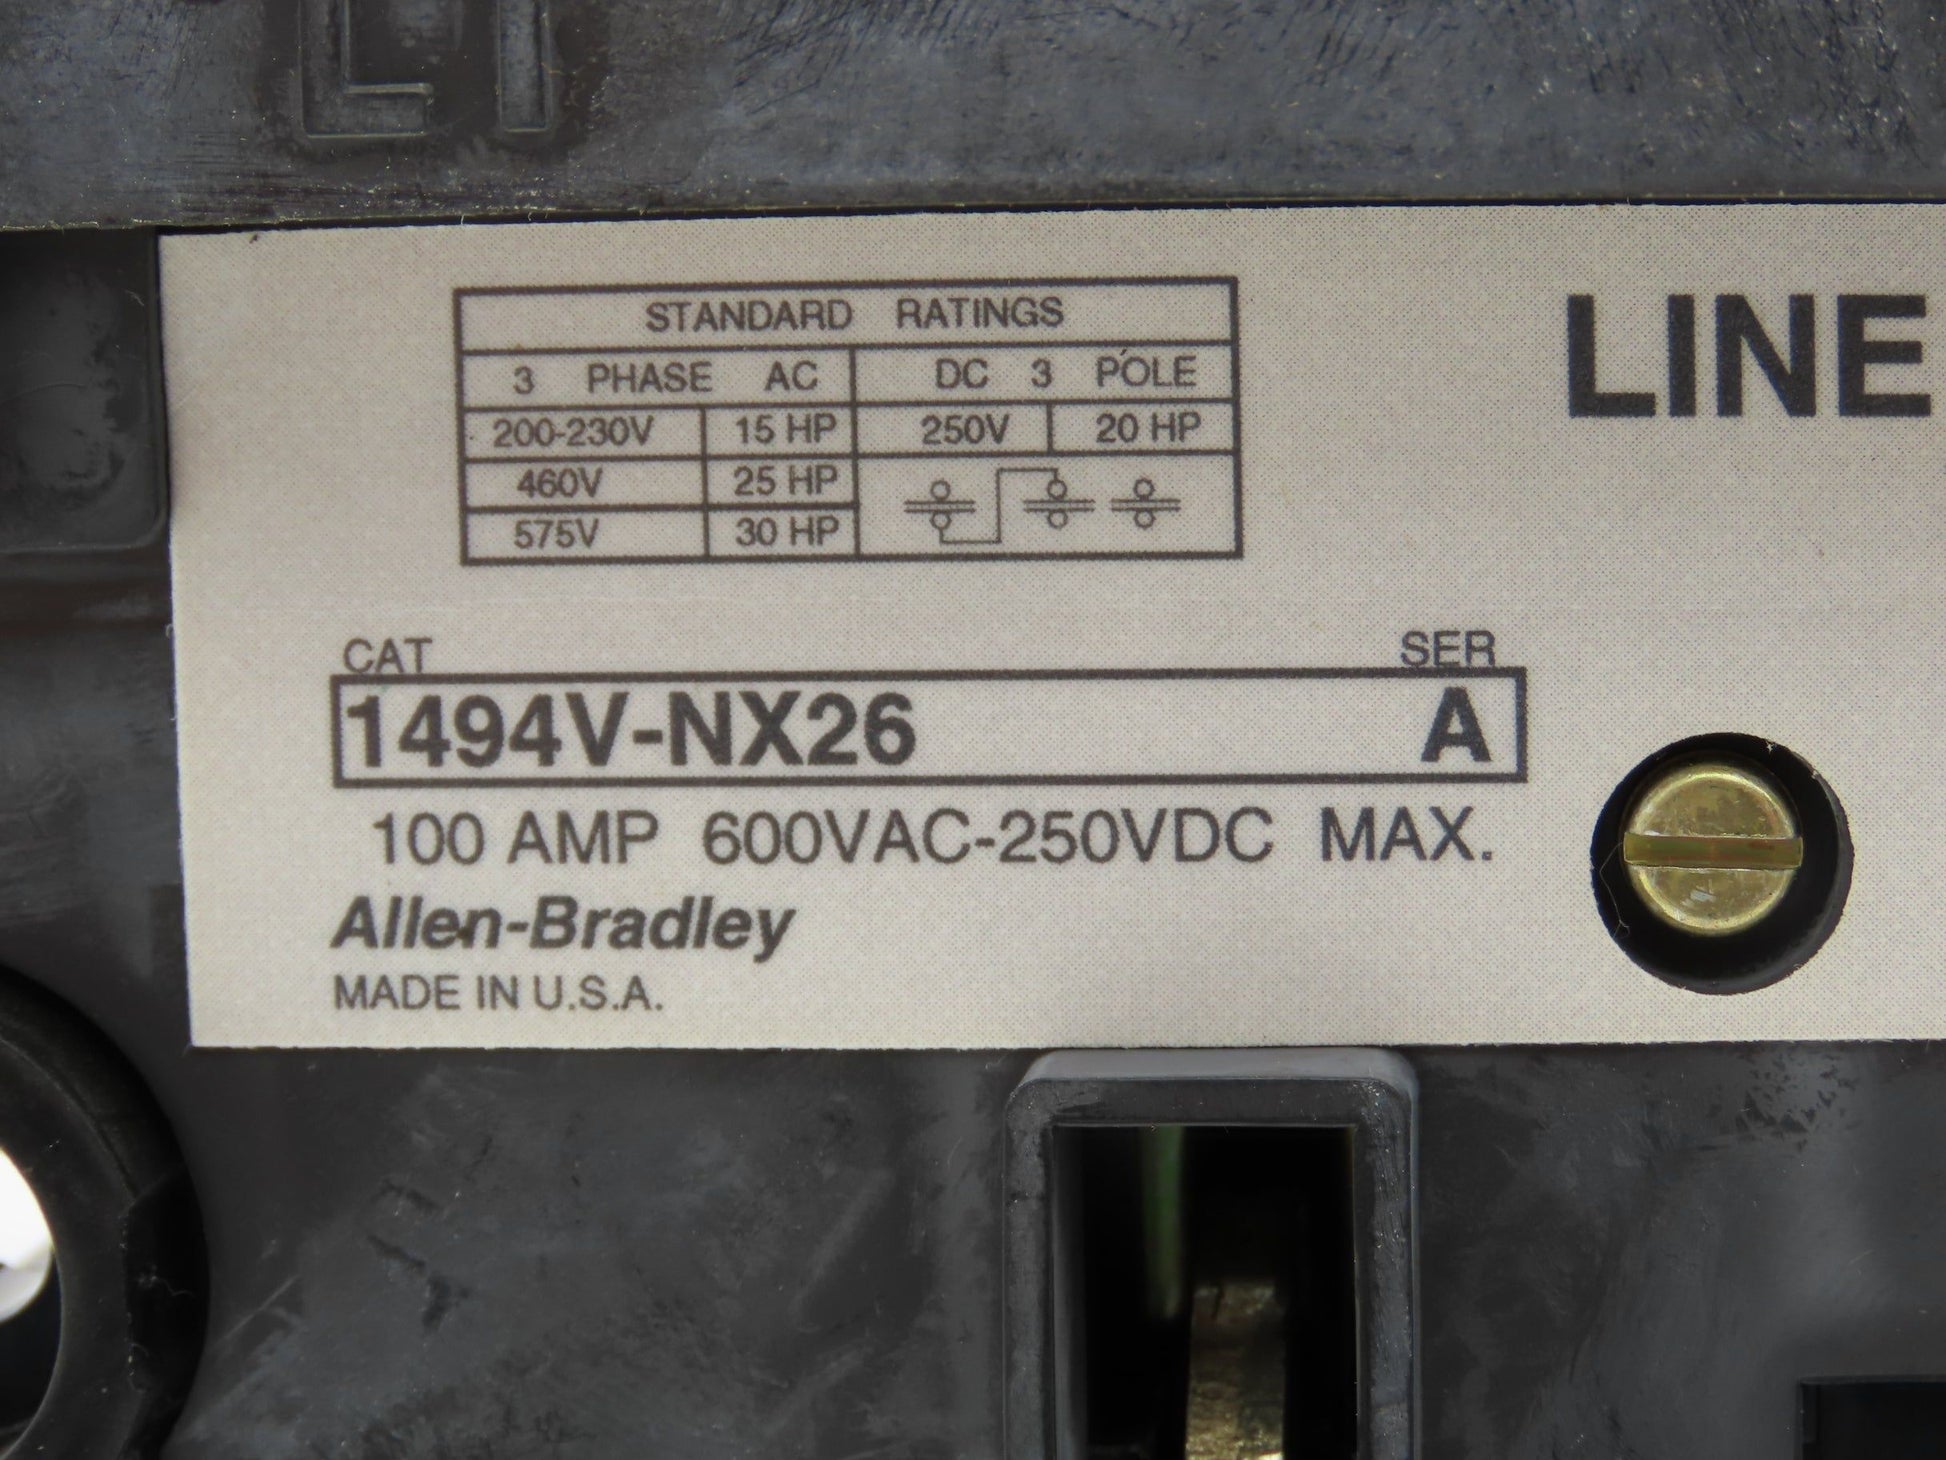 L1
STANDARD RATINGS
3 PHASE AC DC 3 POLE
200-230V 15 HP 250V 20 HP
460V 25 HP
575V 30 HP
LINE
CAT SER
1494V-NX26 A
100 AMP 600VAC-250VDC MAX.
Allen-Bradley
MADE IN U.S.A.